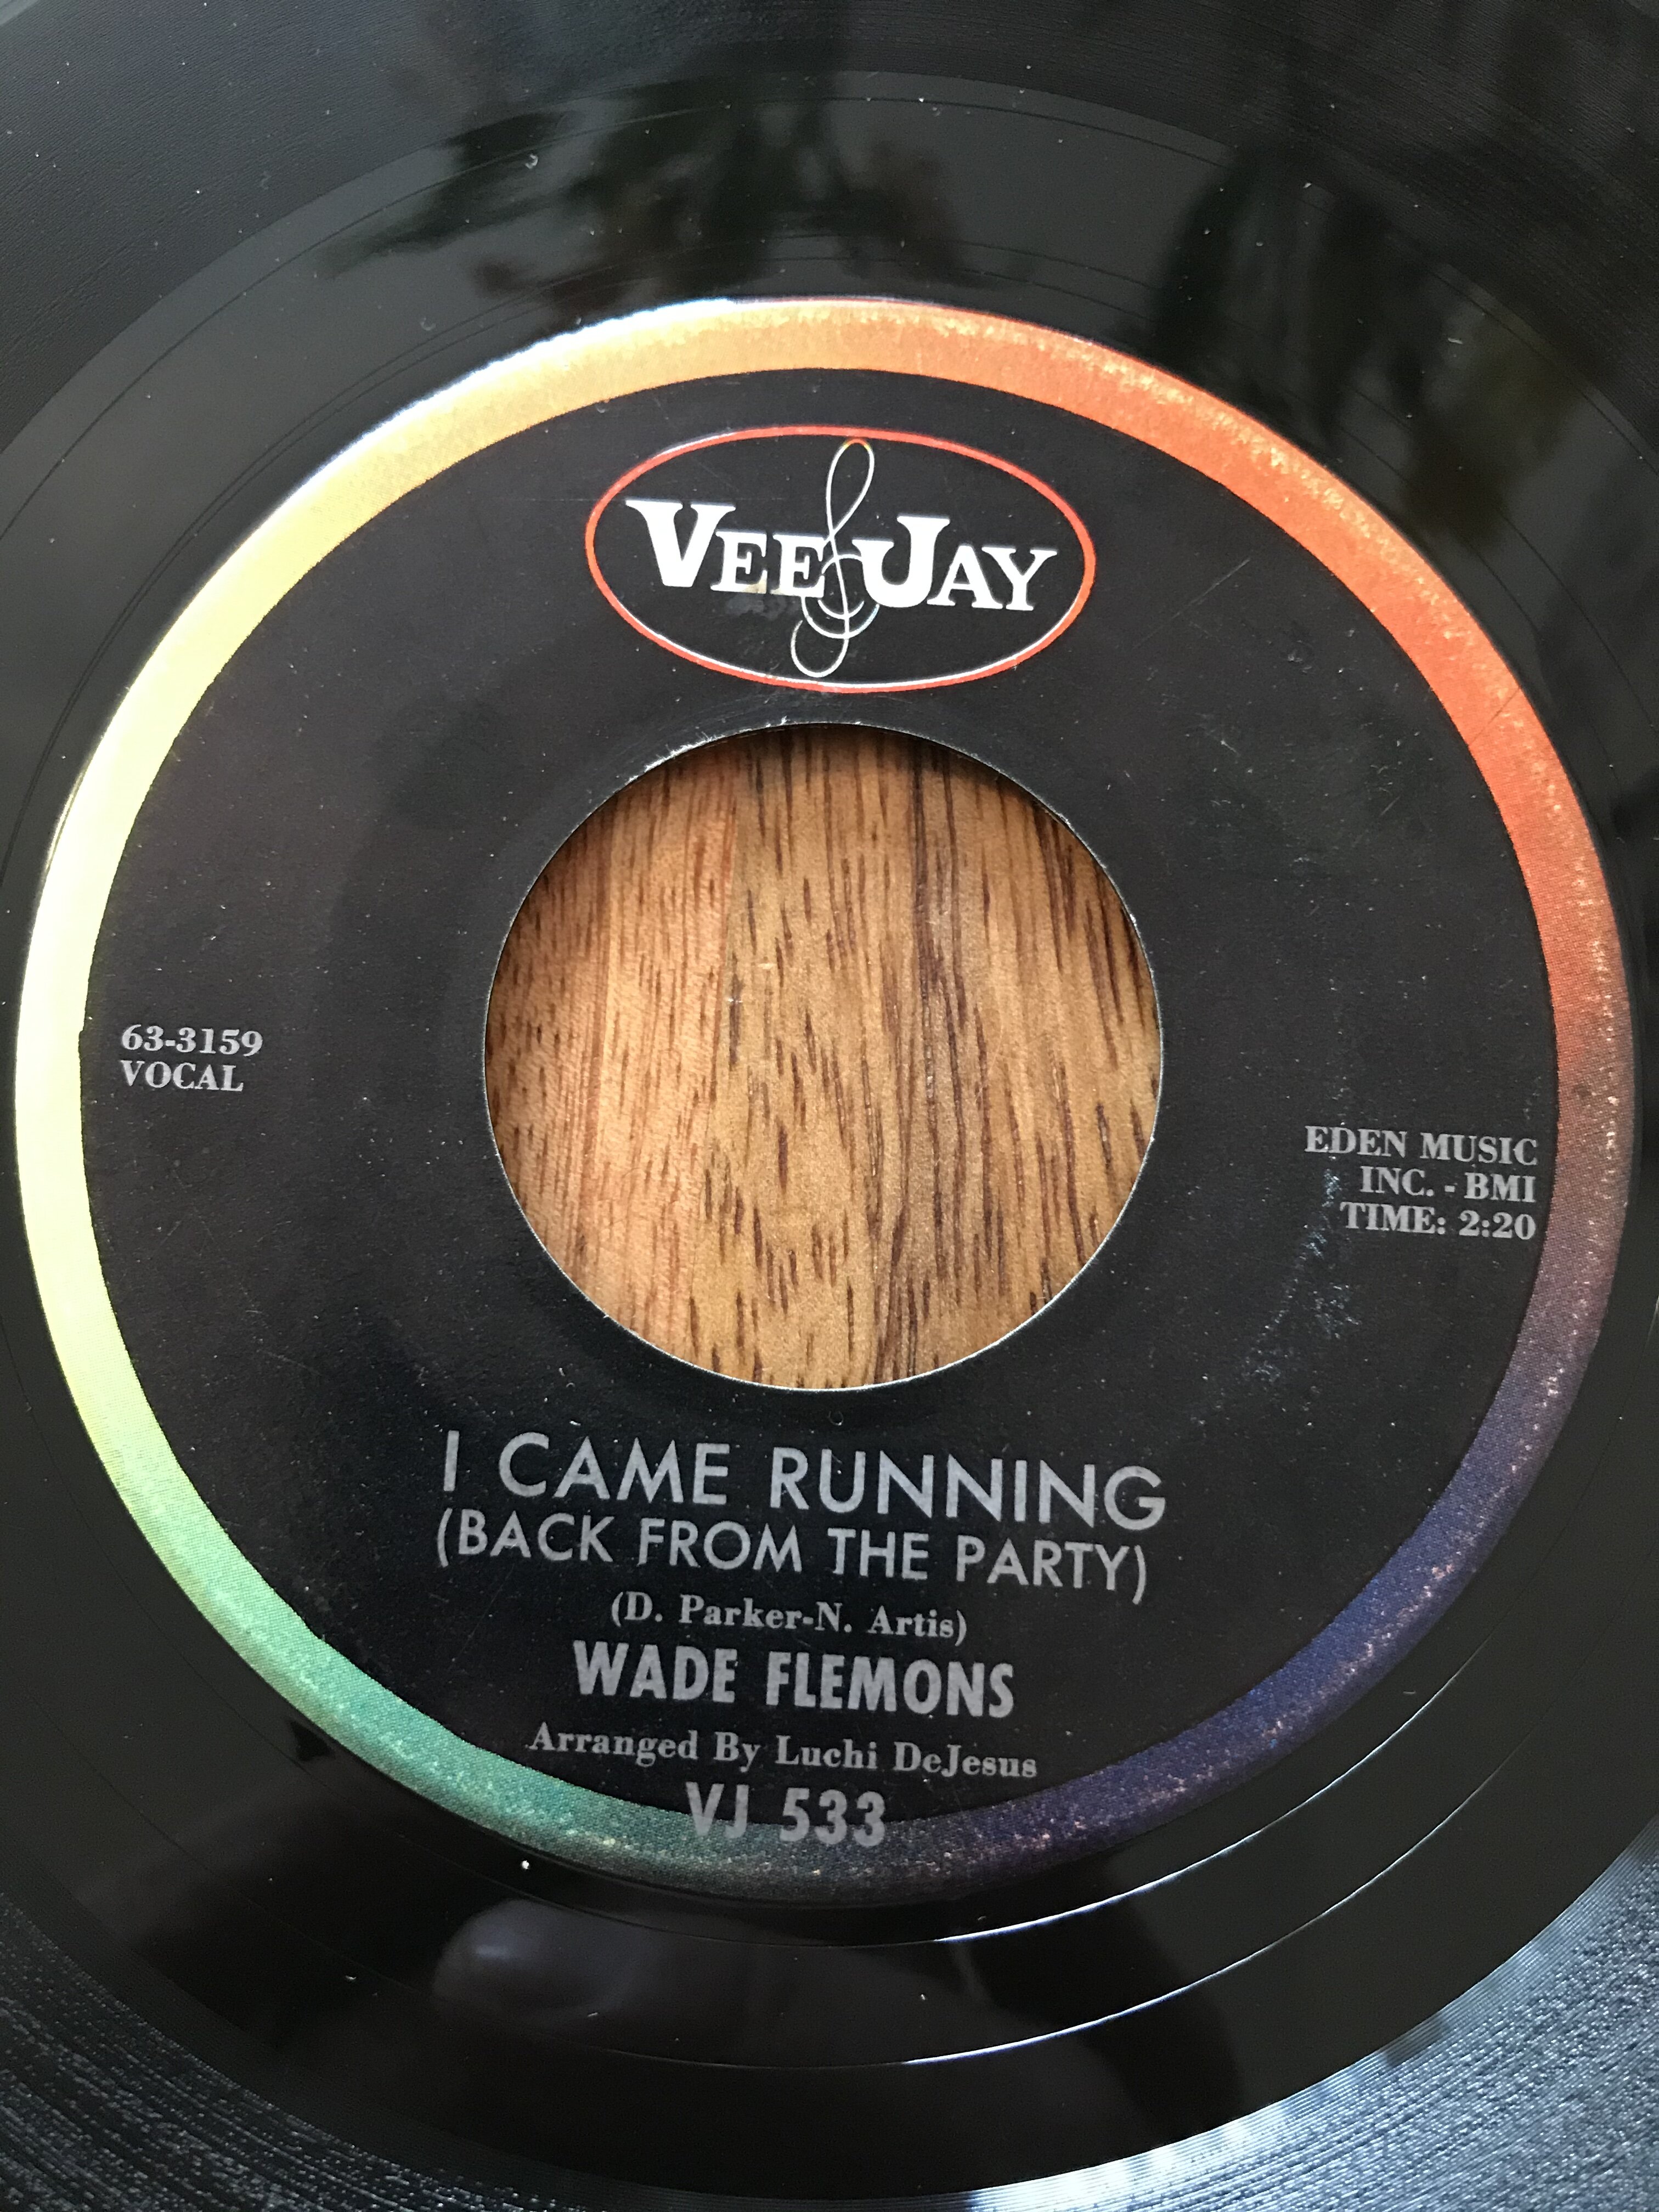 VEE JAY
63-3159
VOCAL
EDEN MUSIC
INC. - BMI
TIME: 2:20
I CAME RUNNING
(BACK FROM THE PARTY)
(D. Parker-N. Artis)
WADE FLEMONS
Arranged By Luchi DeJesus
VJ 533